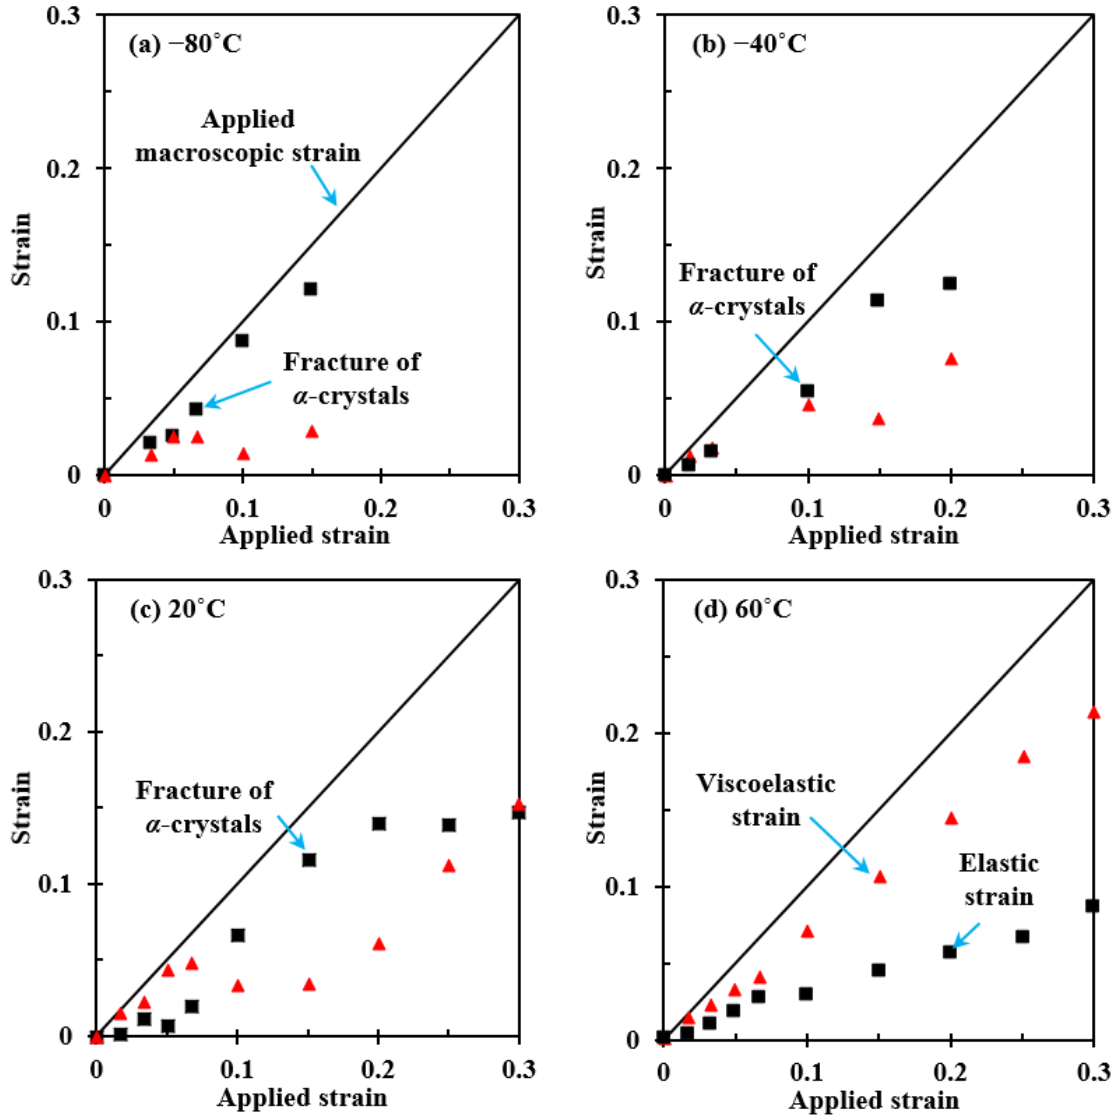 (a) −80˚C
Applied
macroscopic strain
Fracture of
α-crystals
Strain
0.3
0.2
0.1
0
0
0.1
0.2
0.3
Applied strain
(b) −40˚C
Fracture of
α-crystals
Strain
0.3
0.2
0.1
0
0
0.1
0.2
0.3
Applied strain
(c) 20˚C
Fracture of
α-crystals
Strain
0.3
0.2
0.1
0
0
0.1
0.2
0.3
Applied strain
(d) 60˚C
Viscoelastic
strain
Elastic
strain
Strain
0.3
0.2
0.1
0
0
0.1
0.2
0.3
Applied strain